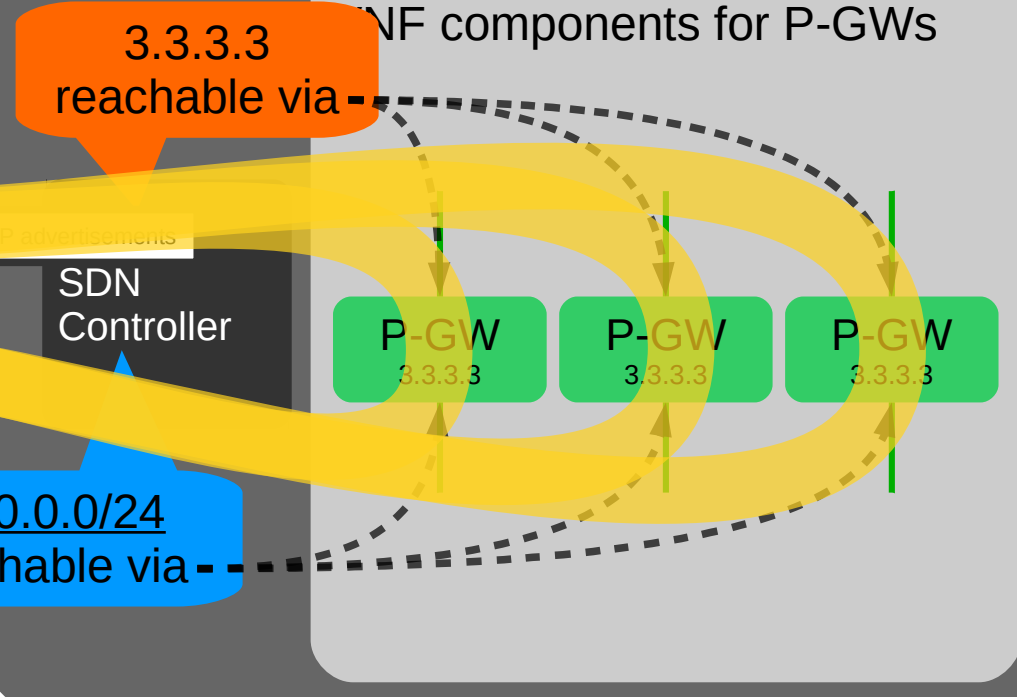 3.3.3.3
reachable via
NF components for P-GWs
P advertisements
SDN
Controller
P-GW
3.3.3.3
P-GW
3.3.3.3
P-GW
3.3.3.3
0.0.0/24
hable via